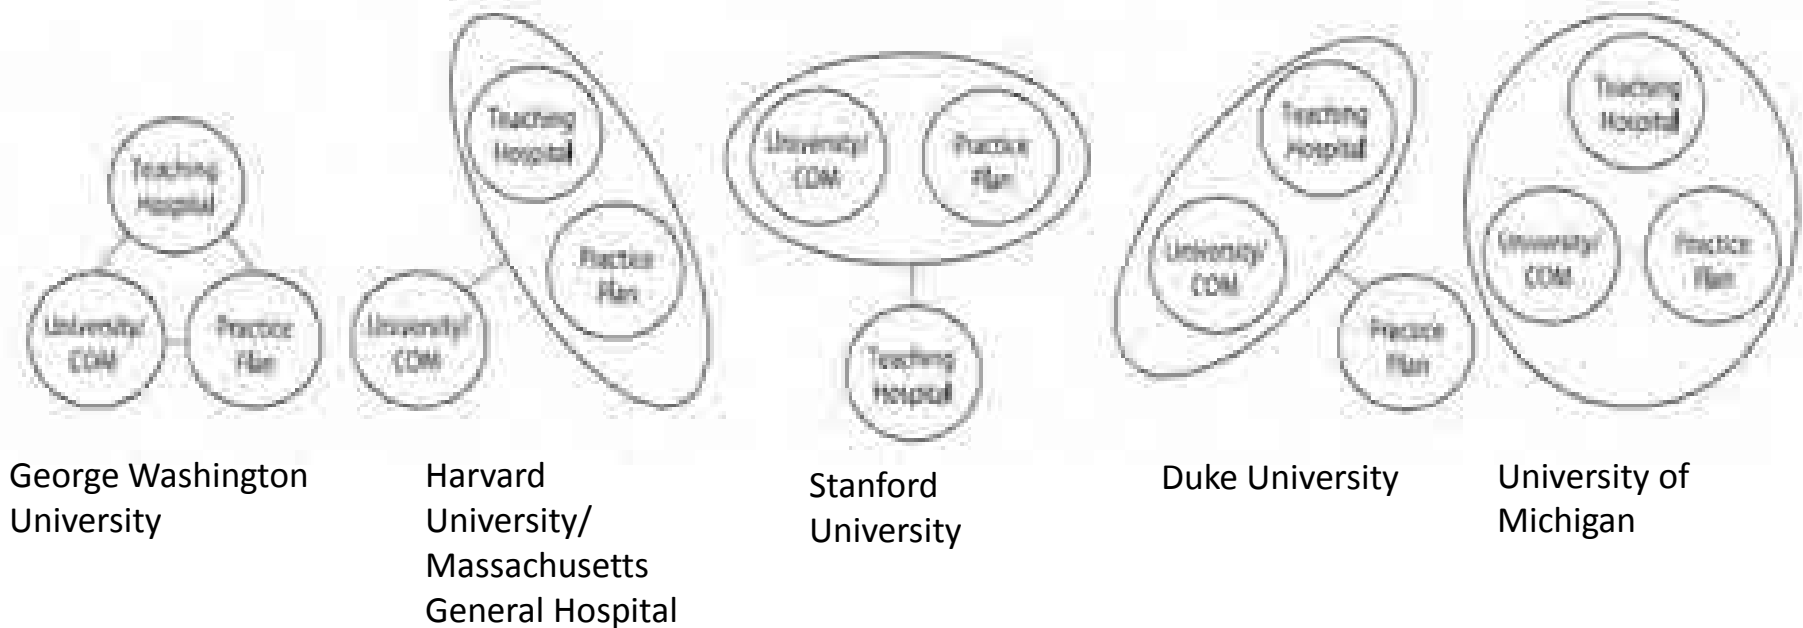 Teaching
Hospital
University/
COM
Practice
Plan
Teaching
Hospital
Practice
Plan
University/
COM
University/
COM
Practice
Plan
Teaching
Hospital
Teaching
Hospital
University/
COM
Practice
Plan
Teaching
Hospital
University/
COM
Practice
Plan
George Washington
University
Harvard
University/
Massachusetts
General Hospital
Stanford
University
Duke University
University of
Michigan